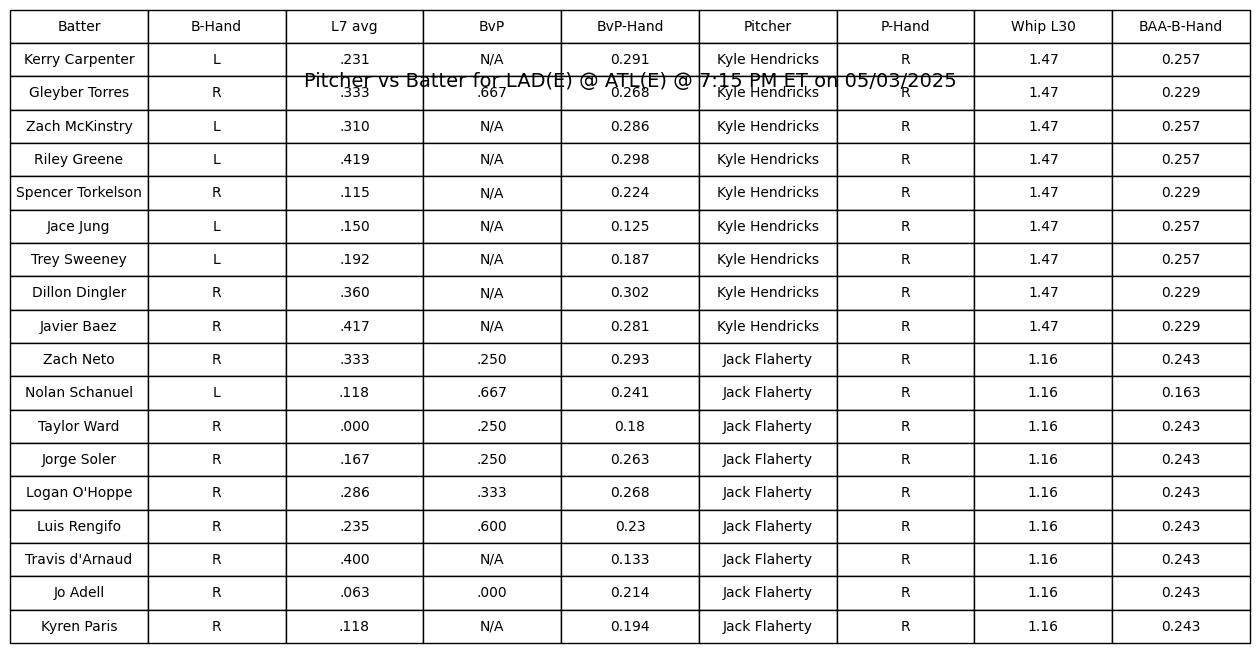 Batter B-Hand L7 avg BvP BvP-Hand Pitcher P-Hand Whip L30 BAA-B-Hand
Kerry Carpenter L .231 N/A 0.291 Kyle Hendricks R 1.47 0.257
Pitcher vs Batter for LAD(E) @ ATL(E) @ 7:15 PM ET on 05/03/2025
Gleyber Torres R .333 .667 0.268 Kyle Hendricks R 1.47 0.229
Zach McKinstry L .310 N/A 0.286 Kyle Hendricks R 1.47 0.257
Riley Greene L .419 N/A 0.298 Kyle Hendricks R 1.47 0.257
Spencer Torkelson R .115 N/A 0.224 Kyle Hendricks R 1.47 0.229
Jace Jung L .150 N/A 0.125 Kyle Hendricks R 1.47 0.257
Trey Sweeney L .192 N/A 0.187 Kyle Hendricks R 1.47 0.257
Dillon Dingler R .360 N/A 0.302 Kyle Hendricks R 1.47 0.229
Javier Baez R .417 N/A 0.281 Kyle Hendricks R 1.47 0.229
Zach Neto R .333 .250 0.293 Jack Flaherty R 1.16 0.243
Nolan Schanuel L .118 .667 0.241 Jack Flaherty R 1.16 0.163
Taylor Ward R .000 .250 0.18 Jack Flaherty R 1.16 0.243
Jorge Soler R .167 .250 0.263 Jack Flaherty R 1.16 0.243
Logan O'Hoppe R .286 .333 0.268 Jack Flaherty R 1.16 0.243
Luis Rengifo R .235 .600 0.23 Jack Flaherty R 1.16 0.243
Travis d'Arnaud R .400 N/A 0.133 Jack Flaherty R 1.16 0.243
Jo Adell R .063 .000 0.214 Jack Flaherty R 1.16 0.243
Kyren Paris R .118 N/A 0.194 Jack Flaherty R 1.16 0.243